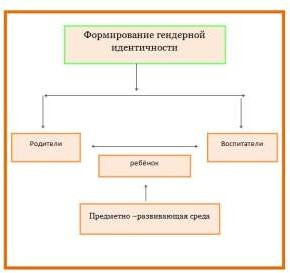 Формирование гендерной
идентичности
Родители
Воспитатели
ребёнок
Предметно –развивающая среда